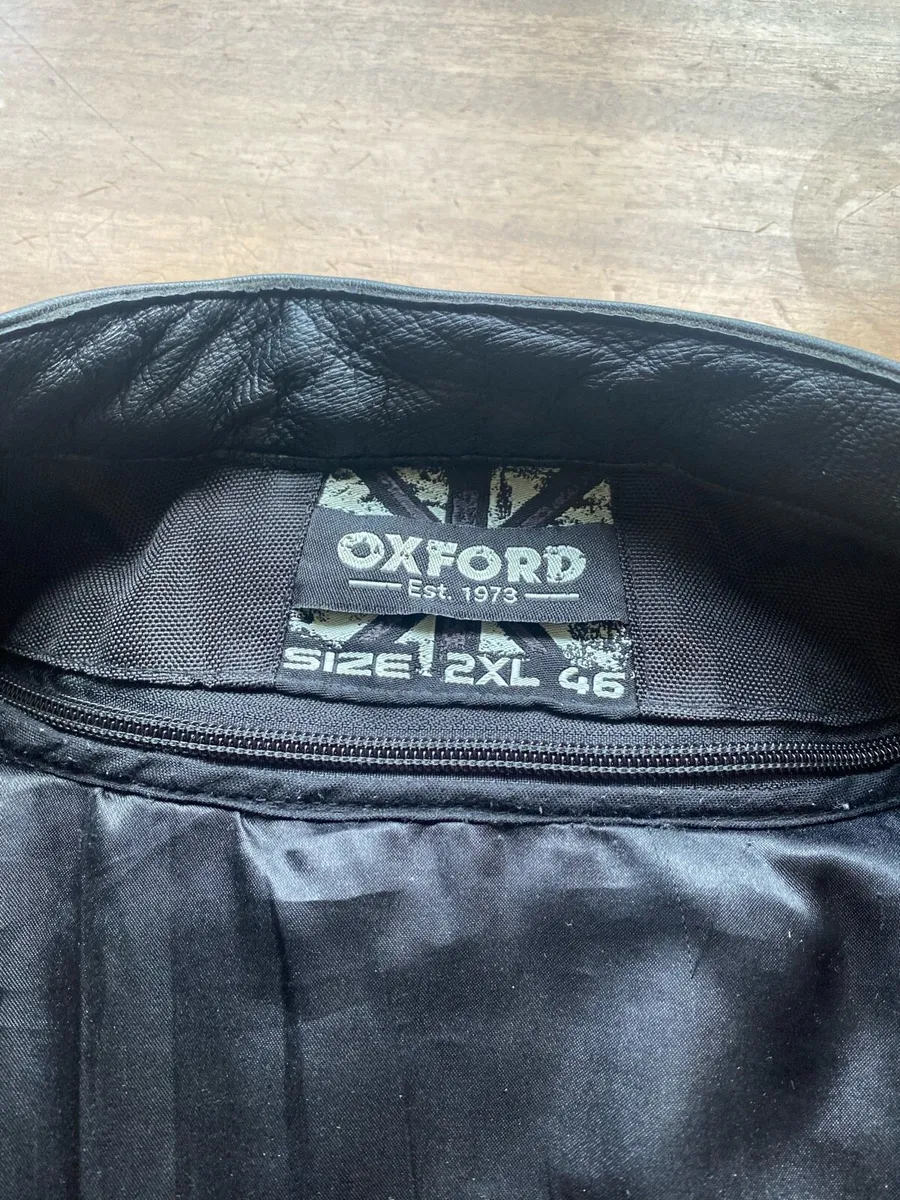 OXFORD
Est. 1973
SIZE 2XL 46